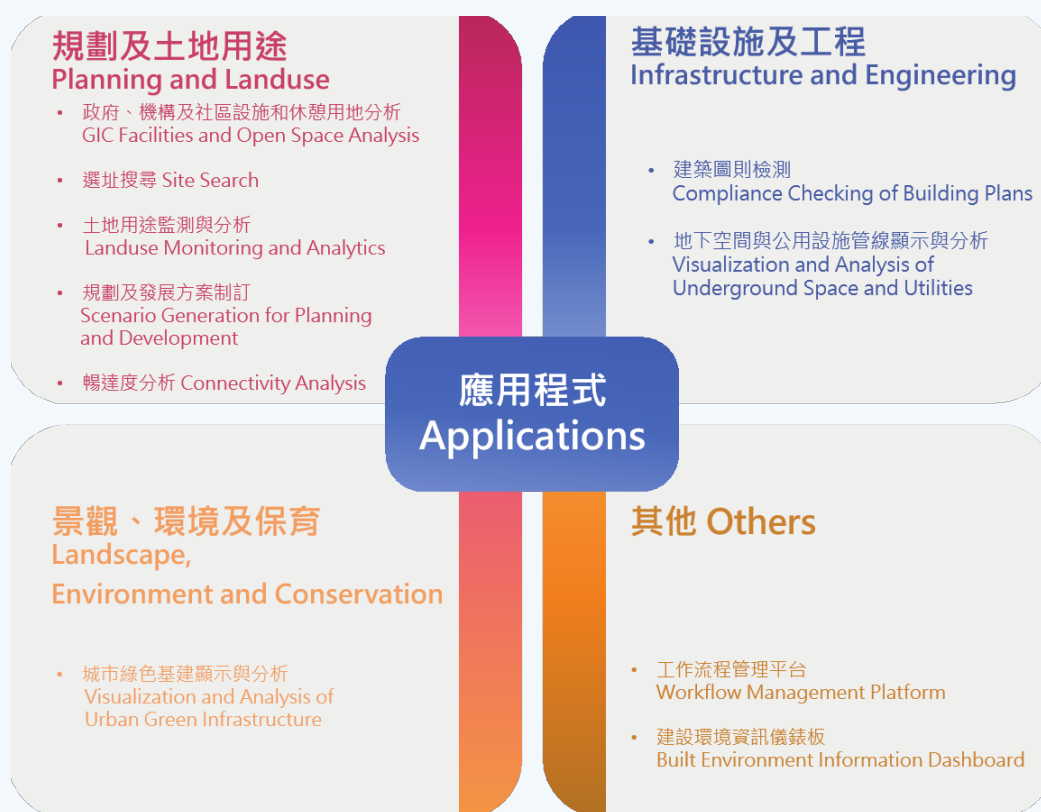 規劃及土地用途
Planning and Landuse
• 政府、機構及社區設施和休憩用地分析
GIC Facilities and Open Space Analysis
• 選址搜尋 Site Search
• 土地用途監測與分析
Landuse Monitoring and Analytics
• 規劃及發展方案制訂
Scenario Generation for Planning
and Development
• 暢達度分析 Connectivity Analysis
基礎設施及工程
Infrastructure and Engineering
• 建築圖則檢測
Compliance Checking of Building Plans
• 地下空間與公用設施管線顯示與分析
Visualization and Analysis of
Underground Space and Utilities
應用程式
Applications
景觀、環境及保育
Landscape,
Environment and Conservation
• 城市綠色基建顯示與分析
Visualization and Analysis of
Urban Green Infrastructure
其他 Others
• 工作流程管理平台
Workflow Management Platform
• 建設環境資訊儀錶板
Built Environment Information Dashboard